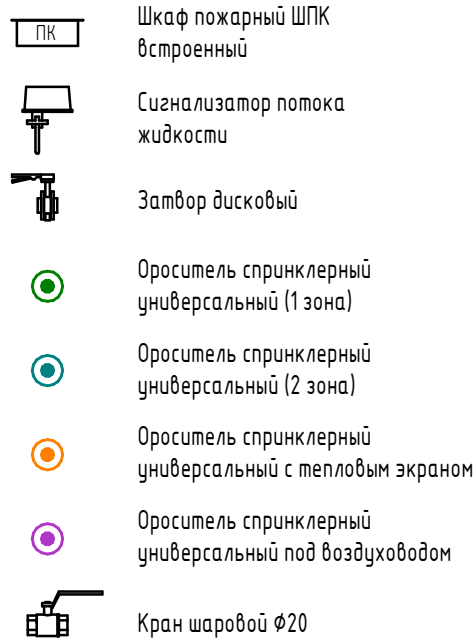 ПК
Шкаф пожарный ШПК
встроенный
Сигнализатор потока
жидкости
Затвор дисковый
Ороситель спринклерный
универсальный (1 зона)
Ороситель спринклерный
универсальный (2 зона)
Ороситель спринклерный
универсальный с тепловым экраном
Ороситель спринклерный
универсальный под воздуховодом
Кран шаровой Ф20